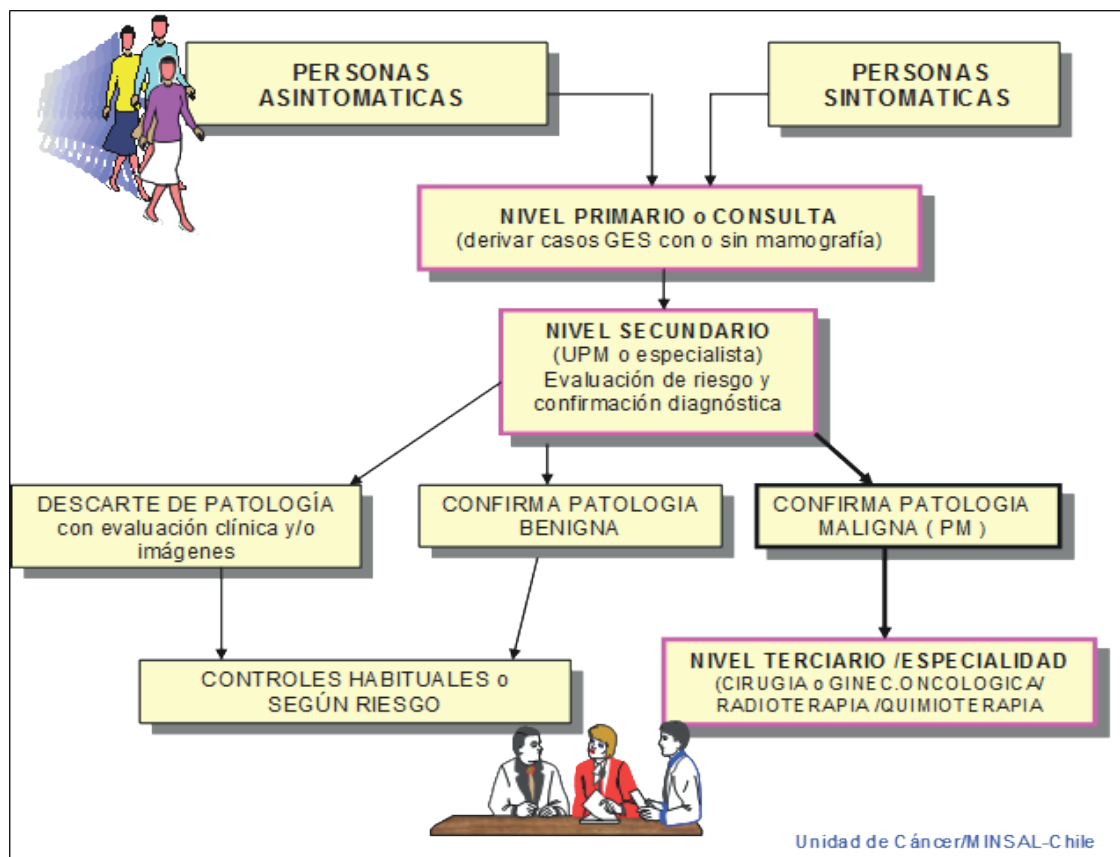 PERSONAS
ASINTOMATICAS
PERSONAS
SINTOMATICAS
NIVEL PRIMARIO o CONSULTA
(derivar casos GES con o sin mamografía)
NIVEL SECUNDARIO
(UPM o especialista)
Evaluación de riesgo y
confirmación diagnóstica
DESCARTE DE PATOLOGÍA
con evaluación clínica y/o
imágenes
CONFIRMA PATOLOGIA
BENIGNA
CONFIRMA PATOLOGIA
MALIGNA ( PM )
CONTROLES HABITUALES o
SEGÚN RIESGO
NIVEL TERCIARIO /ESPECIALIDAD
(CIRUGIA o GINEC.ONCOLOGICA/
RADIOTERAPIA /QUIMIOTERAPIA
Unidad de Cáncer/MINSAL-Chile